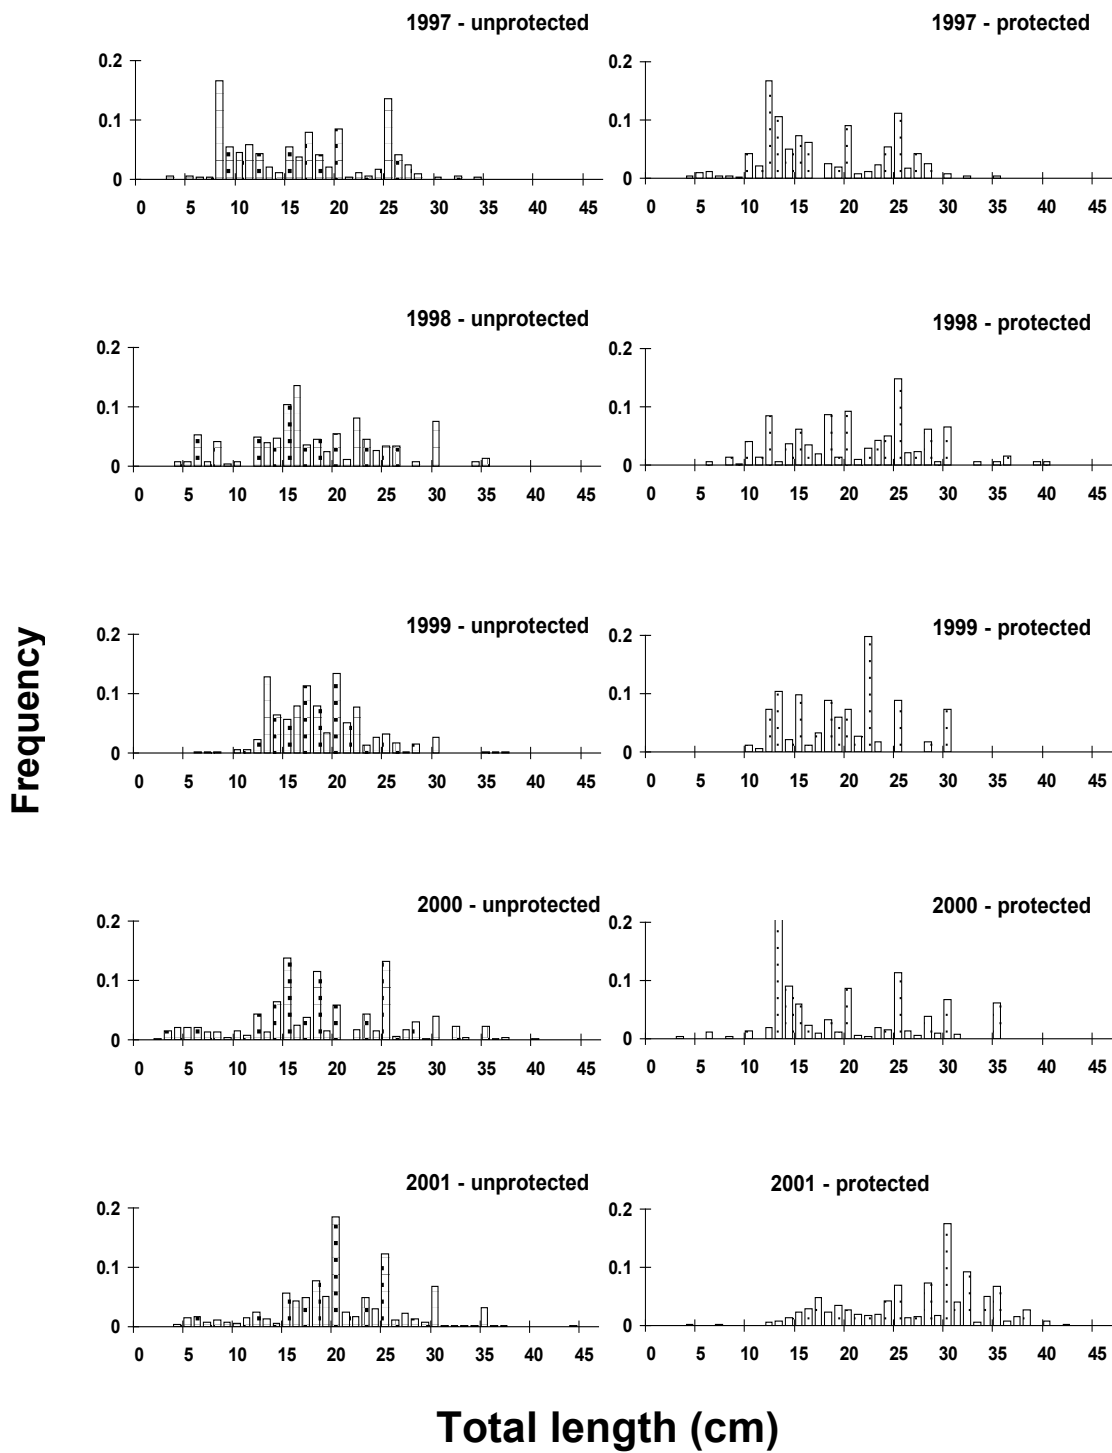 1997 - unprotected
1997 - protected
0.2
0.1
0
0 5 10 15 20 25 30 35 40 45
0.2
0.1
0
0 5 10 15 20 25 30 35 40 45
1998 - unprotected
1998 - protected
0.2
0.1
0
0 5 10 15 20 25 30 35 40 45
0.2
0.1
0
0 5 10 15 20 25 30 35 40 45
Frequency
1999 - unprotected
1999 - protected
0.2
0.1
0
0 5 10 15 20 25 30 35 40 45
0.2
0.1
0
0 5 10 15 20 25 30 35 40 45
2000 - unprotected
2000 - protected
0.2
0.1
0
0 5 10 15 20 25 30 35 40 45
0.2
0.1
0
0 5 10 15 20 25 30 35 40 45
2001 - unprotected
2001 - protected
0.2
0.1
0
0 5 10 15 20 25 30 35 40 45
0.2
0.1
0
0 5 10 15 20 25 30 35 40 45
Total length (cm)